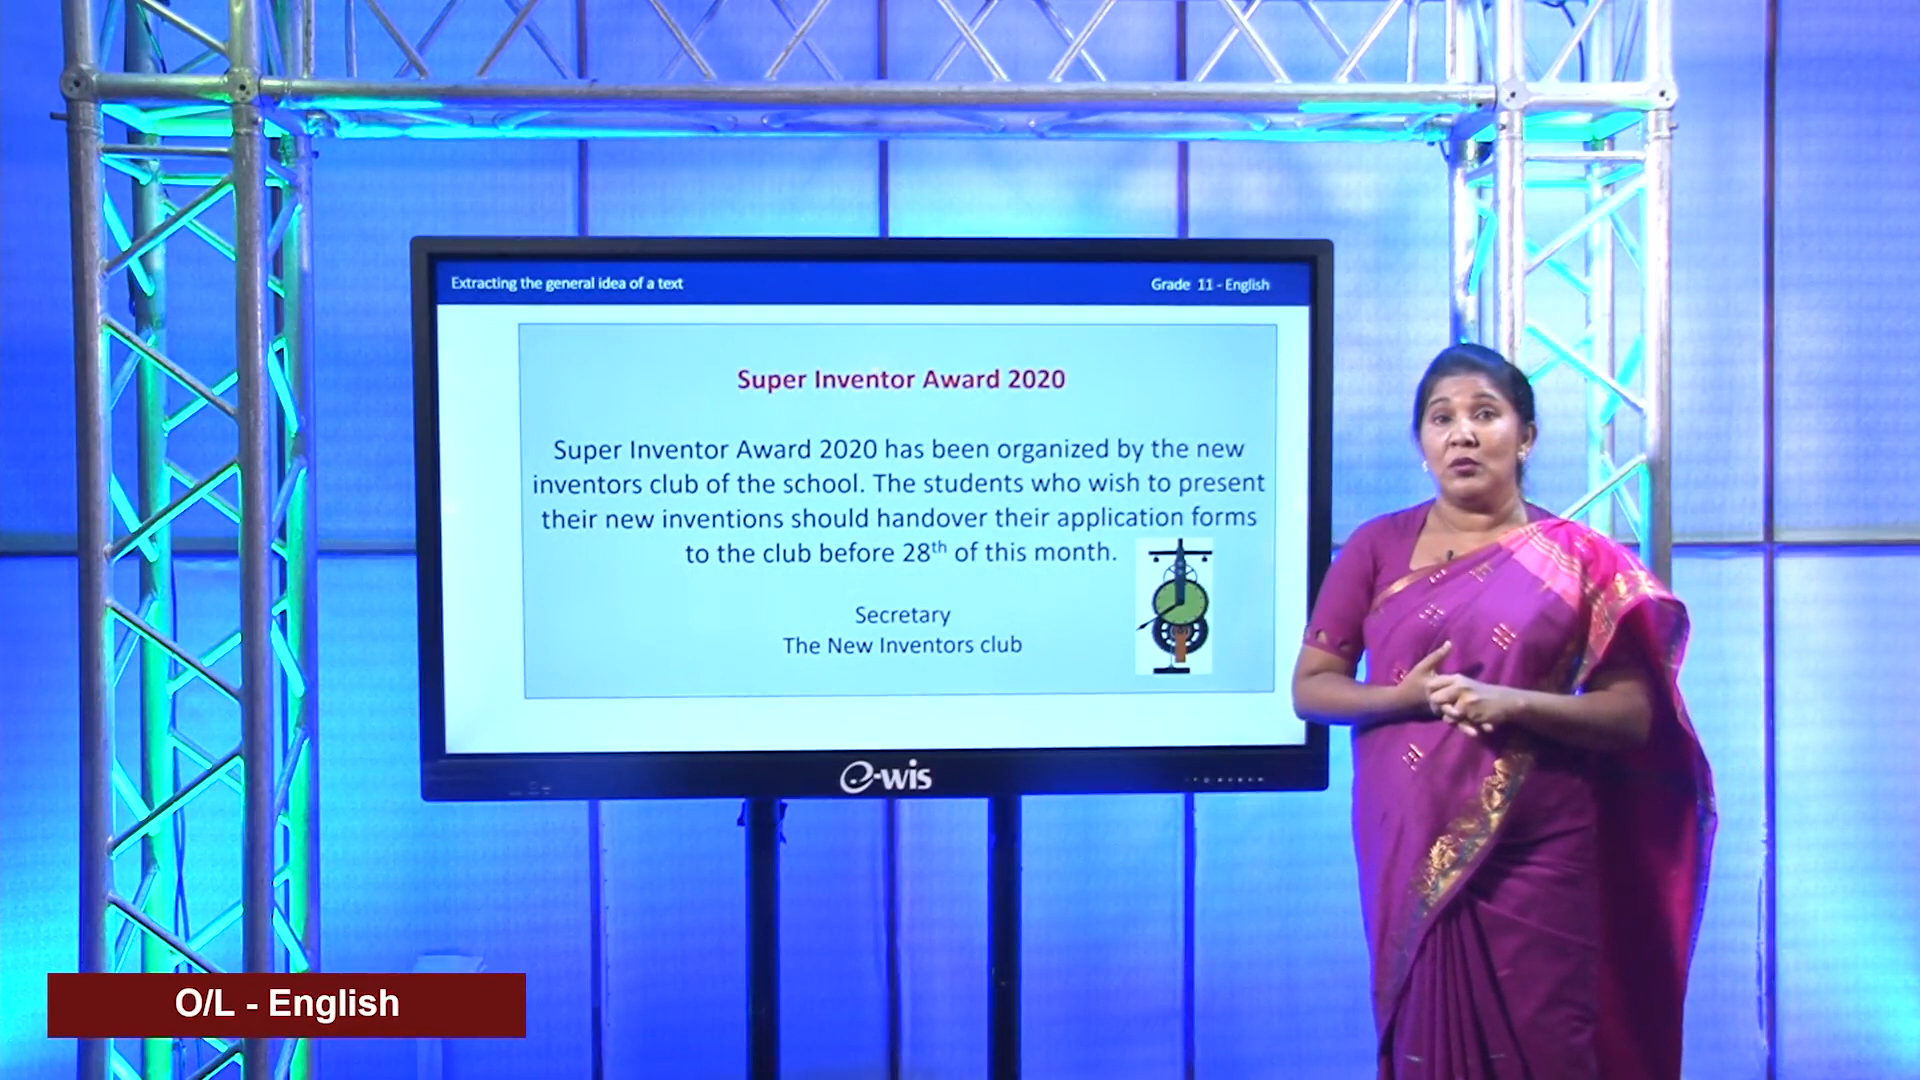 Extracting the general idea of a text
Grade 11 - English
Super Inventor Award 2020
Super Inventor Award 2020 has been organized by the new
inventors club of the school. The students who wish to present
their new inventions should handover their application forms
to the club before 28th of this month.
Secretary
The New Inventors club
e-wis
O/L - English